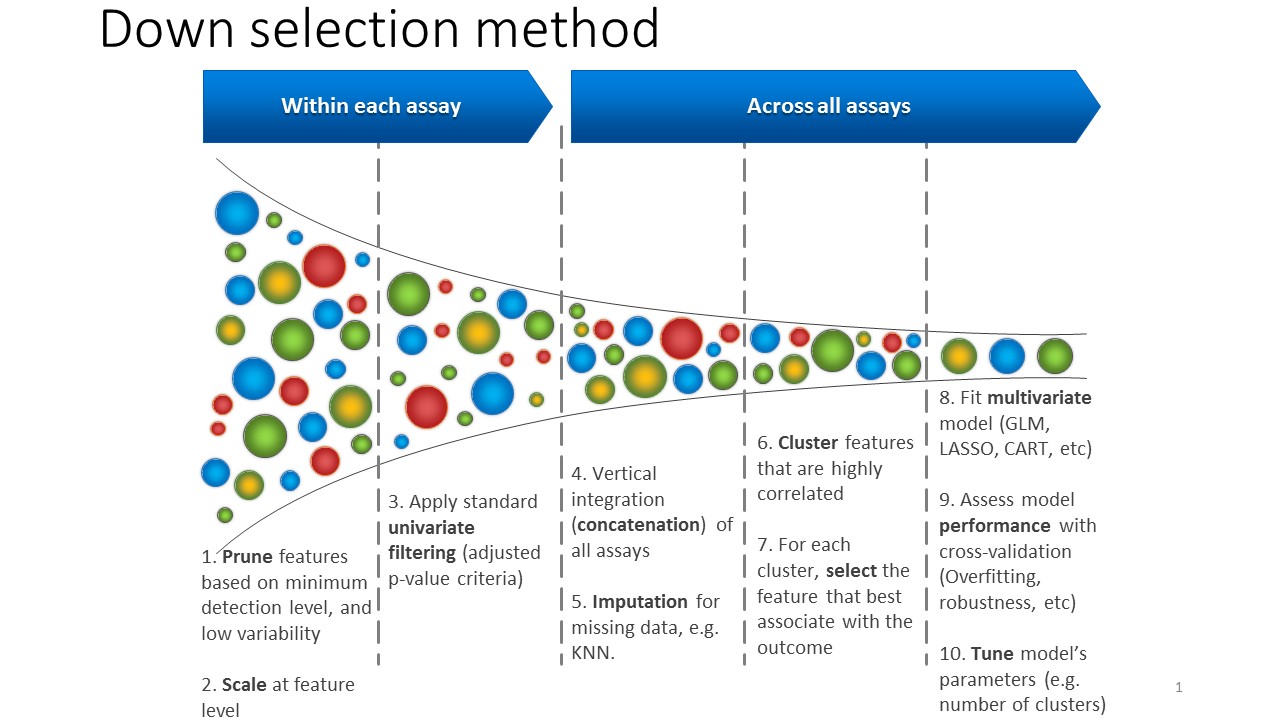 Down selection method
Within each assay
Across all assays
1. Prune features
based on minimum
detection level, and
low variability
2. Scale at feature
level
3. Apply standard
univariate
filtering (adjusted
p-value criteria)
4. Vertical
integration
(concatenation) of
all assays
5. Imputation for
missing data, e.g.
KNN.
6. Cluster features
that are highly
correlated
7. For each
cluster, select the
feature that best
associate with the
outcome
8. Fit multivariate
model (GLM,
LASSO, CART, etc)
9. Assess model
performance with
cross-validation
(Overfitting,
robustness, etc)
10. Tune model’s
parameters (e.g.
number of clusters)
1